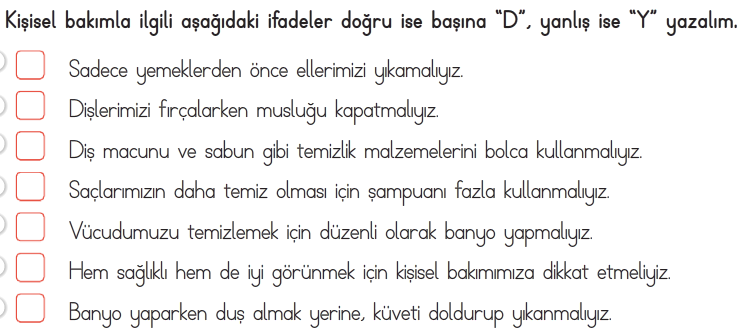 Kişisel bakımla ilgili aşağıdaki ifadeler doğru ise başına “D”, yanlış ise “Y” yazalım.
Sadece yemeklerden önce ellerimizi yıkamalıyız.
Dişlerimizi fırçalarken musluğu kapatmalıyız.
Diş macunu ve sabun gibi temizlik malzemelerini bolca kullanmalıyız.
Saçlarımızın daha temiz olması için şampuanı fazla kullanmalıyız.
Vücudumuzu temizlemek için düzenli olarak banyo yapmalıyız.
Hem sağlıklı hem de iyi görünmek için kişisel bakımımıza dikkat etmeliyiz.
Banyo yaparken duş almak yerine, küveti doldurup yıkanmalıyız.